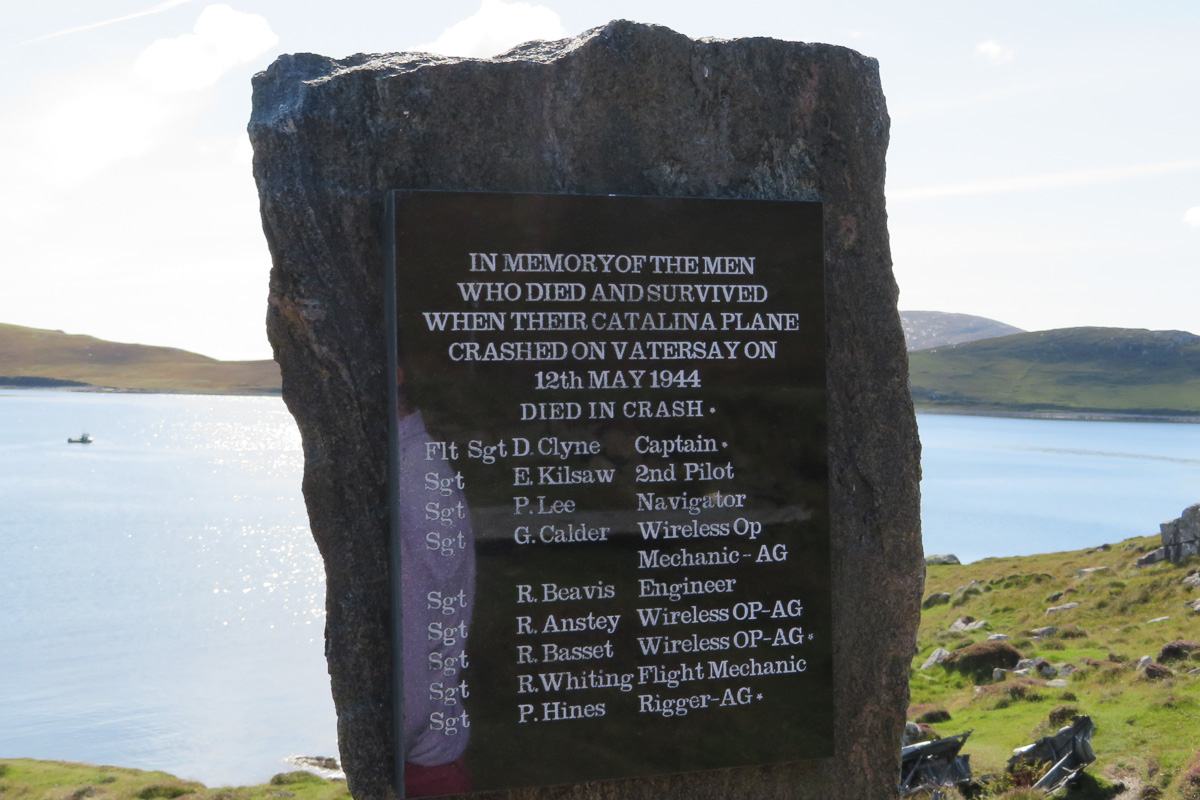 IN MEMORY OF THE MEN
WHO DIED AND SURVIVED
WHEN THEIR CATALINA PLANE
CRASHED ON VATERSAY ON
12th MAY 1944
DIED IN CRASH *
Flt Sgt D. Clyne Captain *
Sgt E. Kilsaw 2nd Pilot
Sgt P. Lee Navigator
Sgt G. Calder Wireless Op
Mechanic - AG
Sgt R. Beavis Engineer
Sgt R. Anstey Wireless OP-AG
Sgt R. Basset Wireless OP-AG *
Sgt R. Whiting Flight Mechanic
Sgt P. Hines Rigger-AG *